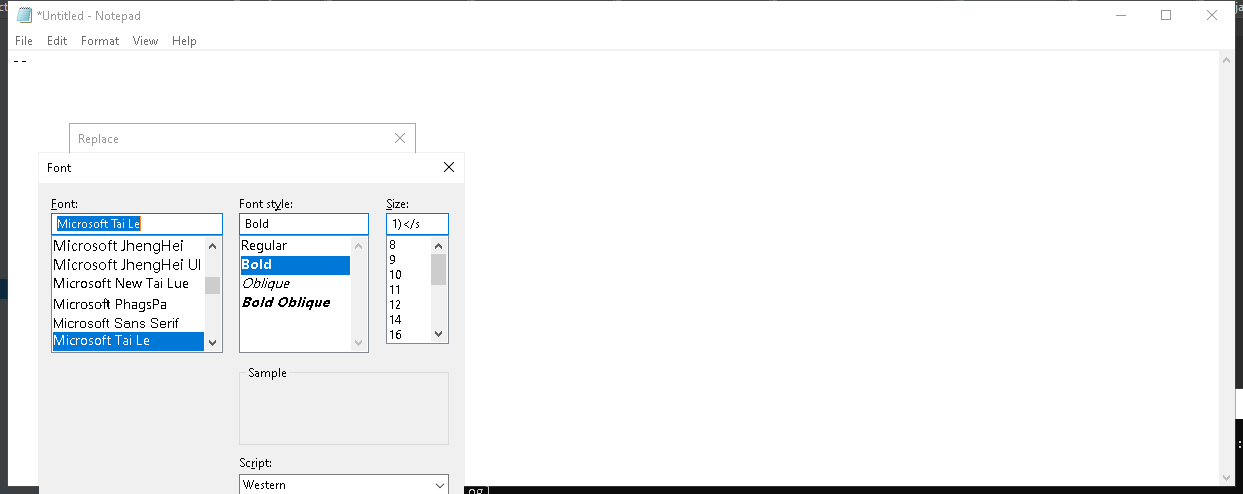 *Untitled - Notepad
File Edit Format View Help
--
Replace
Font
Font: Font style: Size:
Microsoft Tai Le Bold 1)</s
Microsoft JhengHei Regular 8
Microsoft JhengHei UI Bold 9
Microsoft New Tai Lue Oblique 10
Microsoft PhagsPa Bold Oblique 11
Microsoft Sans Serif 12
Microsoft Tai Le 14
16
Sample
Script:
Western